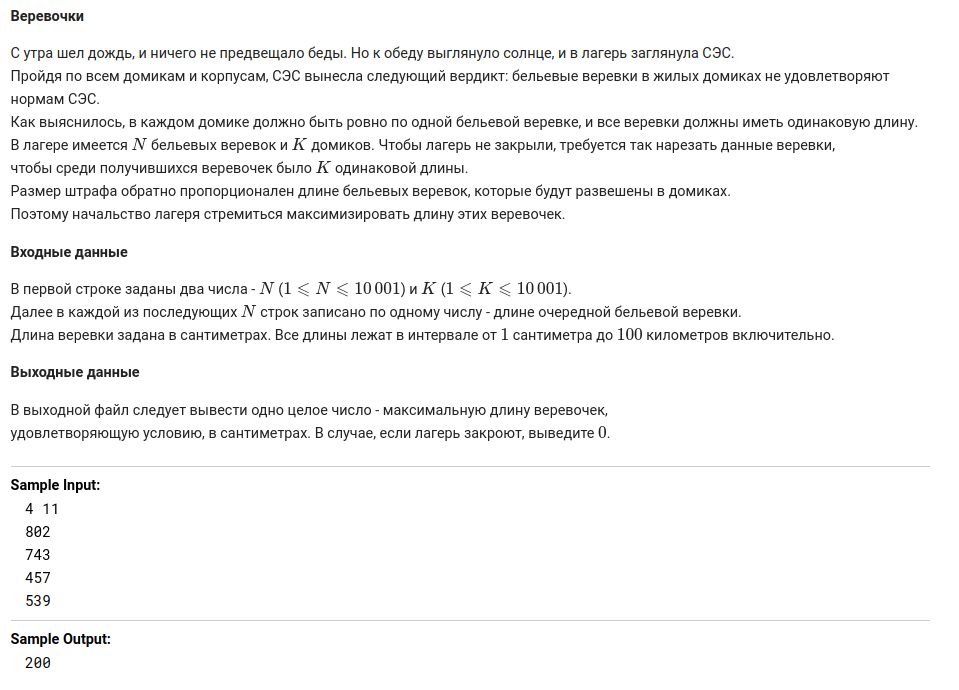 Веревочки
С утра шел дождь, и ничего не предвещало беды. Но к обеду выглянуло солнце, и в лагерь заглянула СЭС.
Пройдя по всем домикам и корпусам, СЭС вынесла следующий вердикт: бельевые веревки в жилых домиках не удовлетворяют
нормам СЭС.
Как выяснилось, в каждом домике должно быть ровно по одной бельевой веревке, и все веревки должны иметь одинаковую длину.
В лагере имеется N бельевых веревок и K домиков. Чтобы лагерь не закрыли, требуется так нарезать данные веревки,
чтобы среди получившихся веревочек было K одинаковой длины.
Размер штрафа обратно пропорционален длине бельевых веревок, которые будут развешены в домиках.
Поэтому начальство лагеря стремиться максимизировать длину этих веревочек.
Входные данные
В первой строке заданы два числа - N (1 ⩽ N ⩽ 10 001) и K (1 ⩽ K ⩽ 10 001).
Далее в каждой из последующих N строк записано по одному числу - длине очередной бельевой веревки.
Длина веревки задана в сантиметрах. Все длины лежат в интервале от 1 сантиметра до 100 километров включительно.
Выходные данные
В выходной файл следует вывести одно целое число - максимальную длину веревочек,
удовлетворяющую условию, в сантиметрах. В случае, если лагерь закроют, выведите 0.
Sample Input:
4 11
802
743
457
539
Sample Output:
200